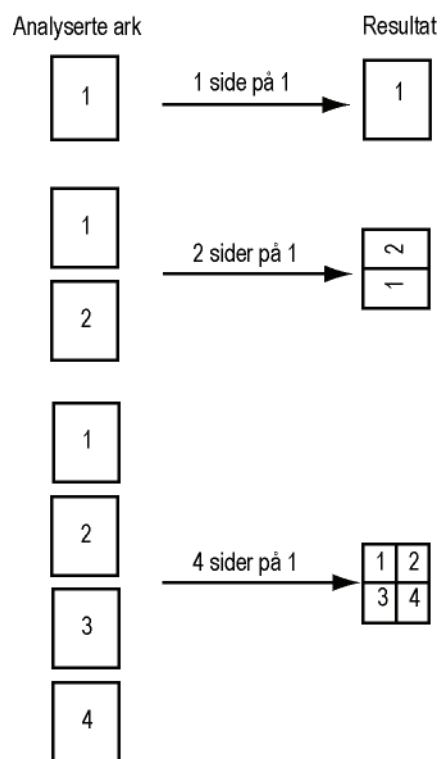 Analyserte ark
Resultat
1
1 side på 1
1
1
2
2 sider på 1
2
1
1
2
3
4
4 sider på 1
1 2
3 4